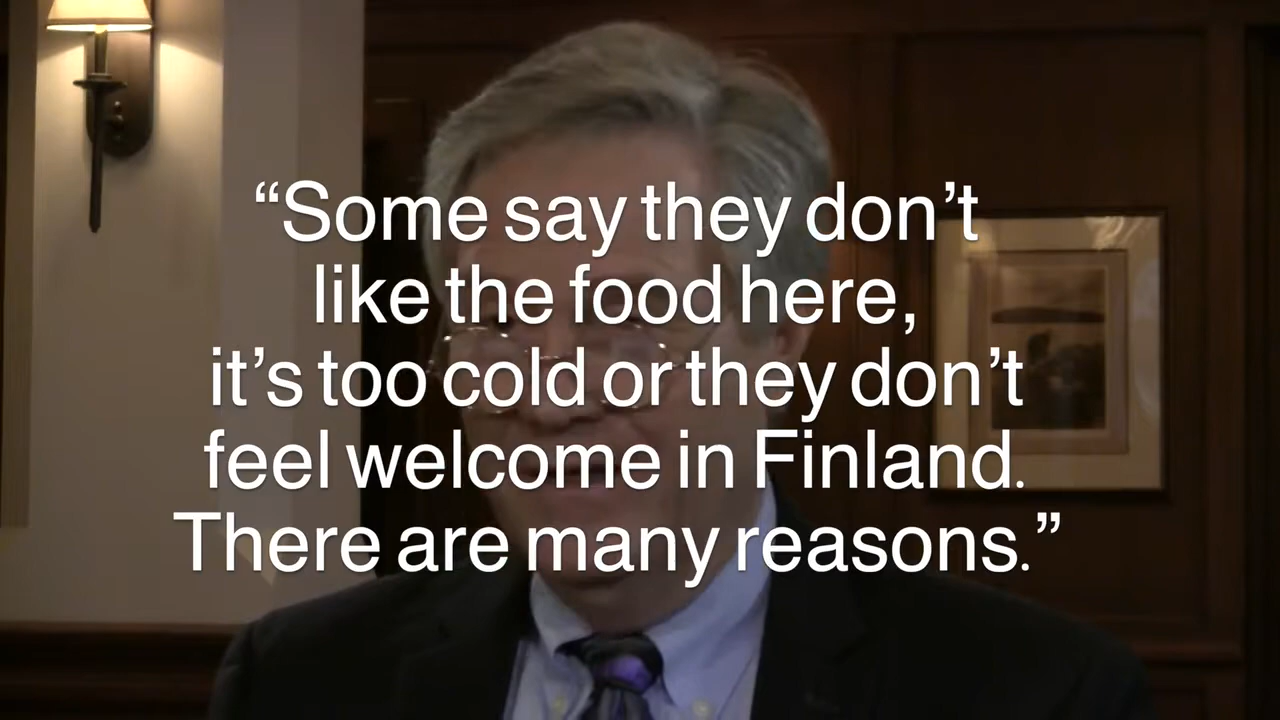 “Some say they don’t
like the food here,
it’s too cold or they don’t
feel welcome in Finland.
There are many reasons.”